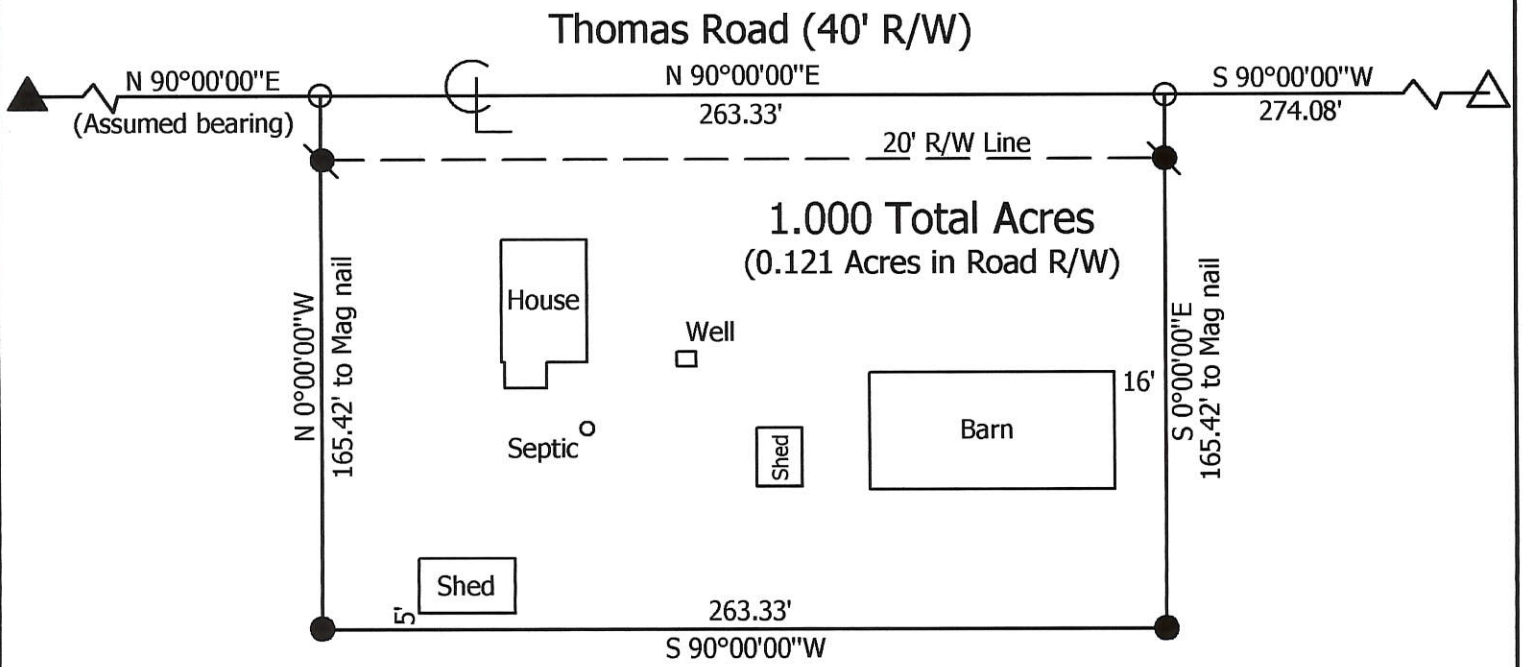 Thomas Road (40' R/W)
N 90°00'00"E
(Assumed bearing)
N 90°00'00"E
263.33'
S 90°00'00"W
274.08'
20' R/W Line
1.000 Total Acres
(0.121 Acres in Road R/W)
N 0°00'00"W
165.42' to Mag nail
House
Well
Septic
Shed
Barn
16'
S 0°00'00"E
165.42' to Mag nail
Shed
5'
263.33'
S 90°00'00"W